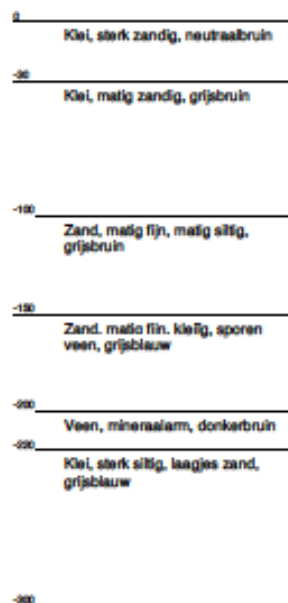 0
Klei, sterk zandig, neutraalbruin
-30
Klei, matig zandig, grijsbruin
-100
Zand, matig fijn, matig siltig,
grijsbruin
-150
Zand, matig fijn, kleiïg, sporen
veen, grijsblauw
-200
Veen, mineraalarm, donkerbruin
-220
Klei, sterk siltig, laagjes zand,
grijsblauw
-300